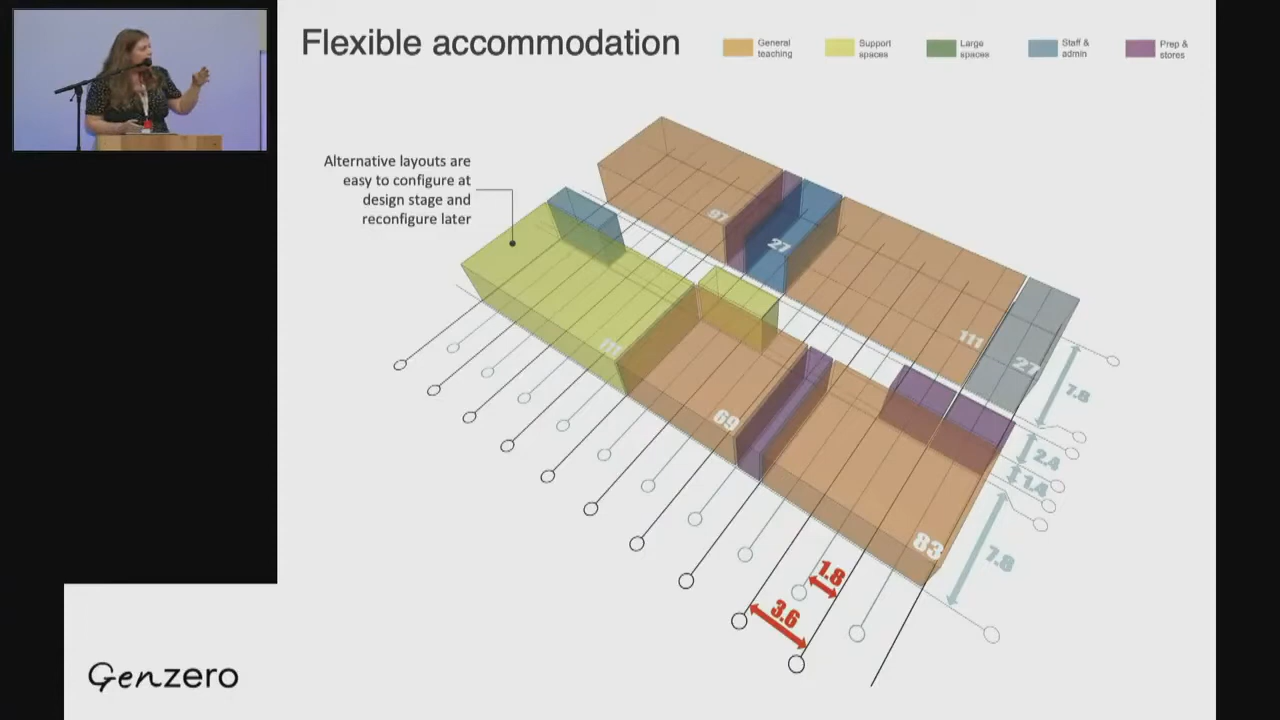 Flexible accommodation
General
teaching
Support
spaces
Large
spaces
Staff &
admin
Prep &
stores
Alternative layouts are
easy to configure at
design stage and
reconfigure later
97
27
111
27
111
69
83
7.8
2.4
1.4
7.8
1.8
3.6
Genzero